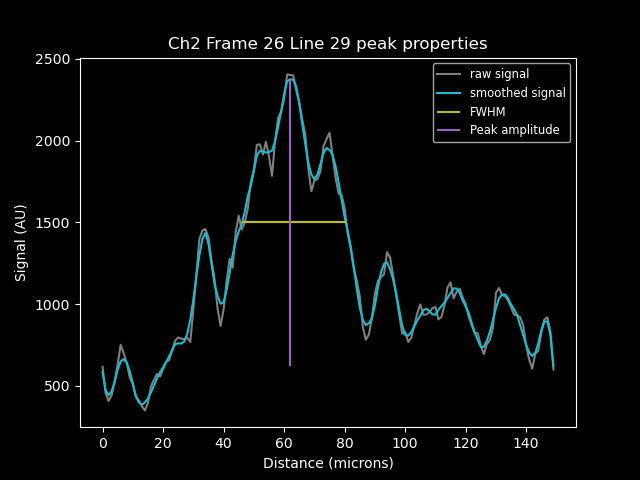 Ch2 Frame 26 Line 29 peak properties
raw signal
smoothed signal
FWHM
Peak amplitude
Signal (AU)
2500
2000
1500
1000
500
0 20 40 60 80 100 120 140
Distance (microns)